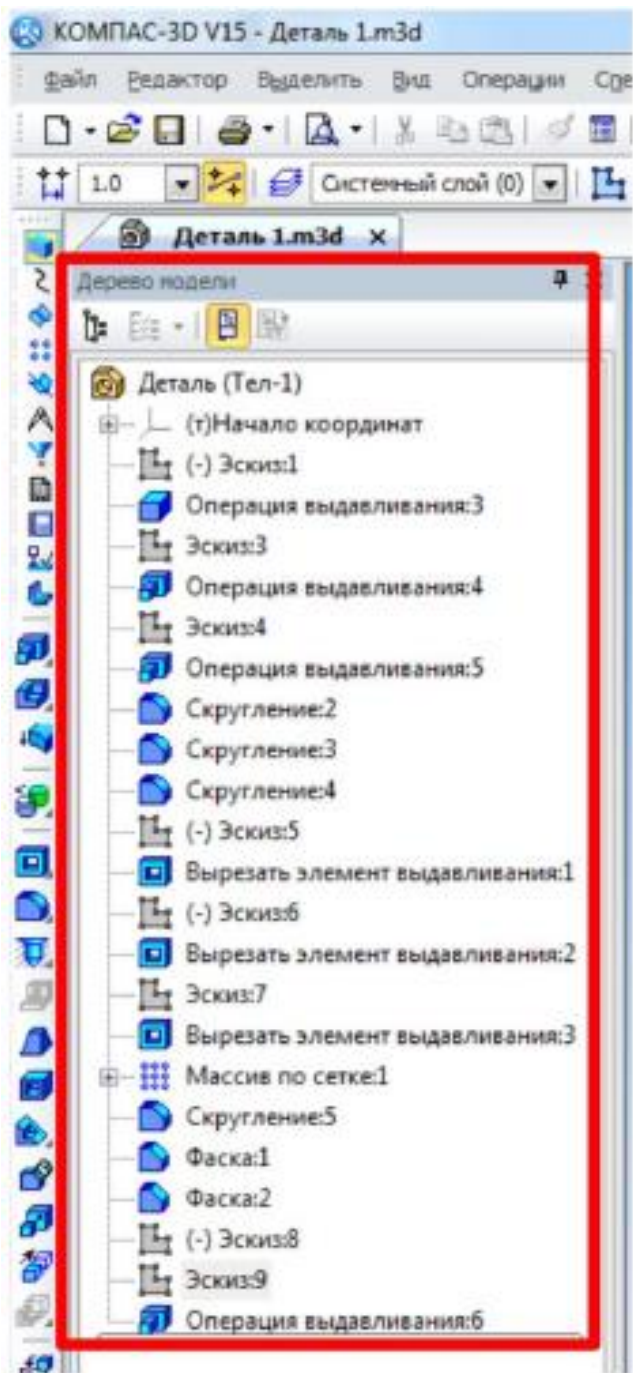 КОМПАС-3D V15 - Деталь 1.m3d
Файл Редактор Выделить Вид Операции Спе
1.0 Системный слой (0)
Деталь 1.m3d x
Дерево модели
Деталь (Тел-1)
(т)Начало координат
(-) Эскиз:1
Операция выдавливания:3
Эскиз:3
Операция выдавливания:4
Эскиз:4
Операция выдавливания:5
Скругление:2
Скругление:3
Скругление:4
(-) Эскиз:5
Вырезать элемент выдавливания:1
(-) Эскиз:6
Вырезать элемент выдавливания:2
Эскиз:7
Вырезать элемент выдавливания:3
Массив по сетке:1
Скругление:5
Фаска:1
Фаска:2
(-) Эскиз:8
Эскиз:9
Операция выдавливания:6